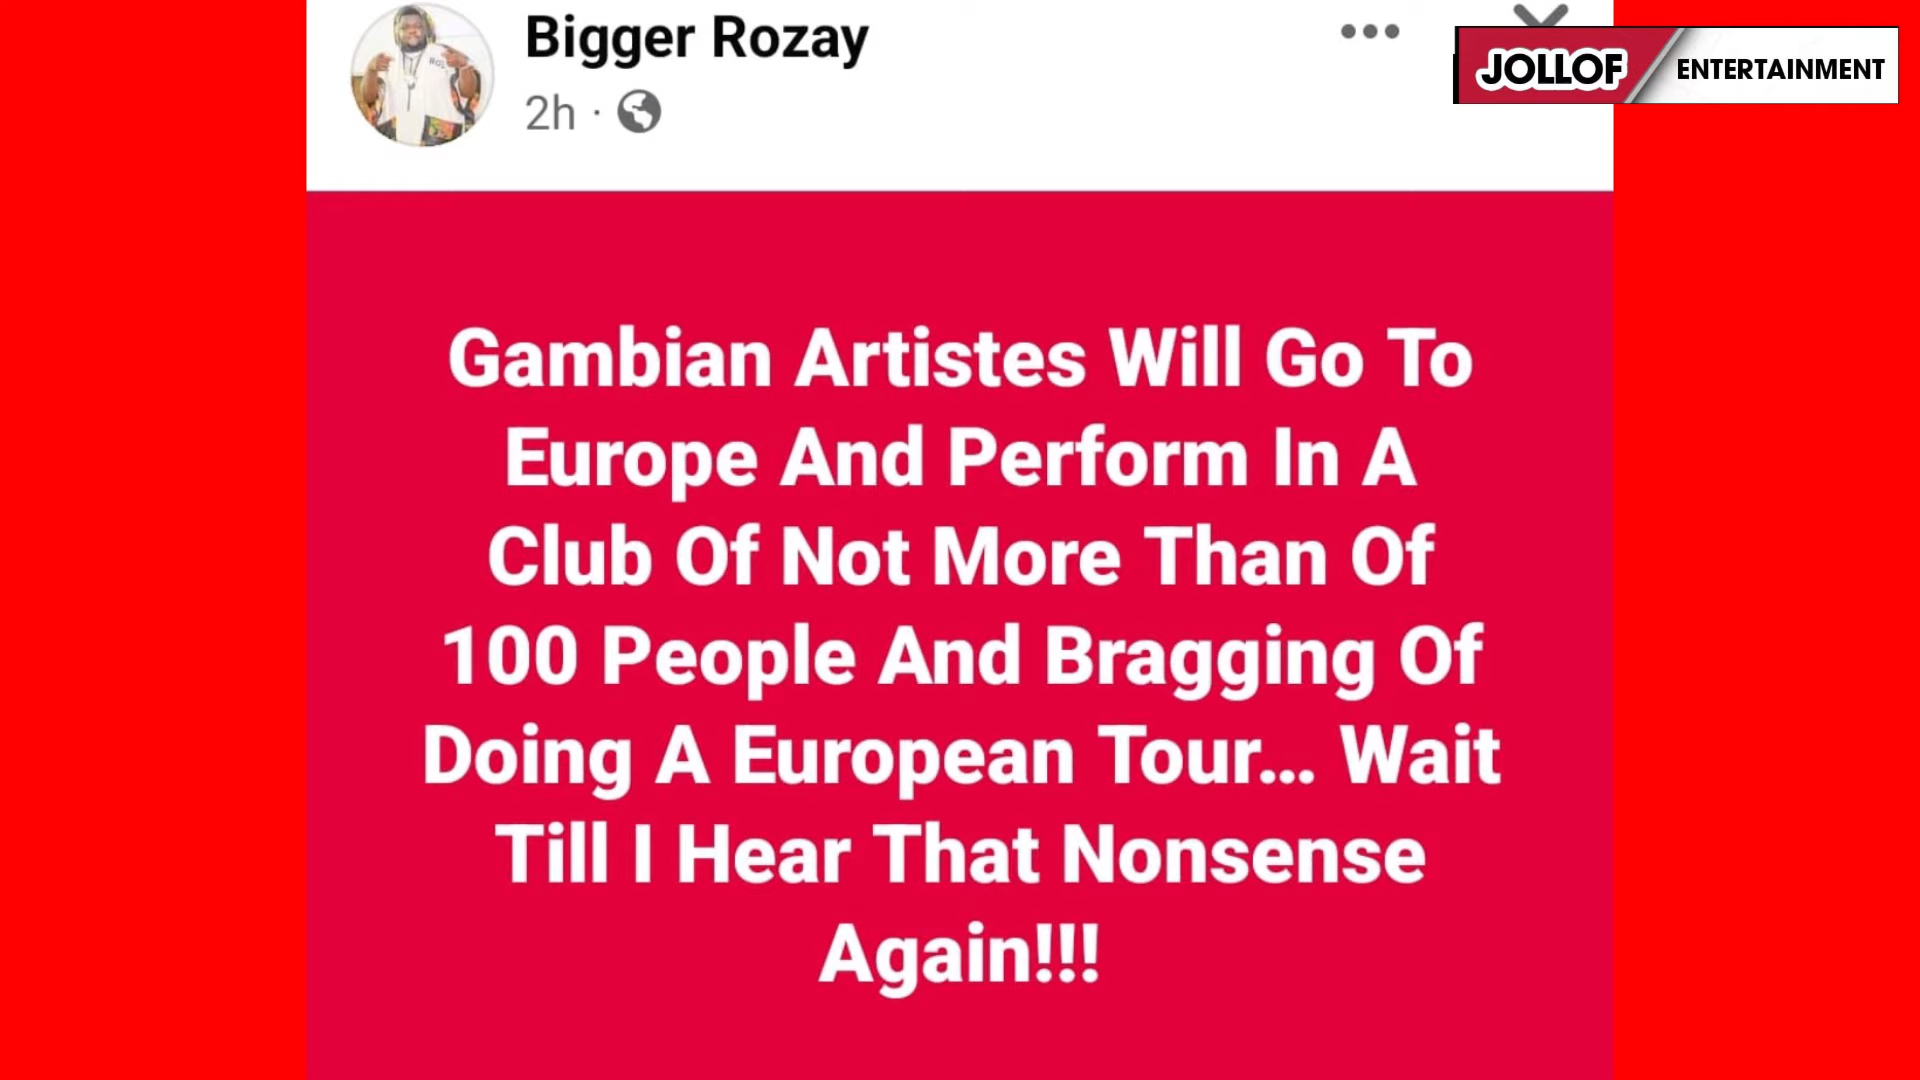 Bigger Rozay
2h ·
JOLLOF ENTERTAINMENT
Gambian Artistes Will Go To
Europe And Perform In A
Club Of Not More Than Of
100 People And Bragging Of
Doing A European Tour... Wait
Till I Hear That Nonsense
Again!!!